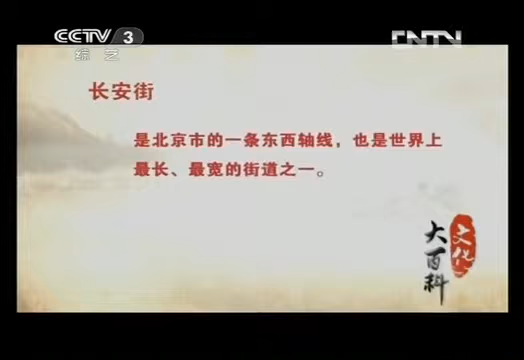 CCTV 3
综艺
CNTV
长安街
是北京市的一条东西轴线，也是世界上
最长、最宽的街道之一。
文化
大百科